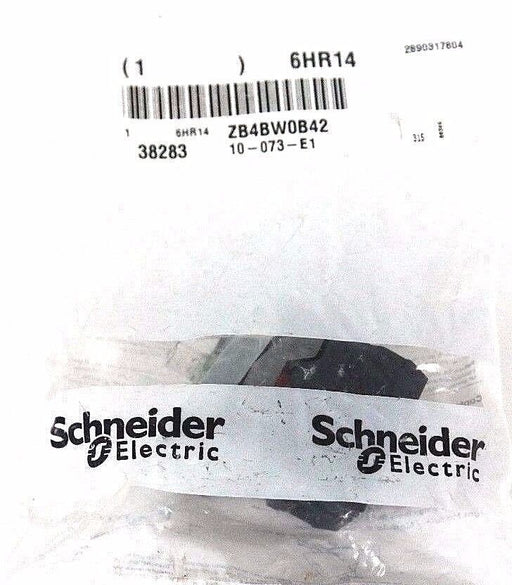 (1 ) 6HR14
2890317804
1 6HR14 ZB4BW0B42
38283 10-073-E1
315
Schneider
Electric
Schneider
Electric